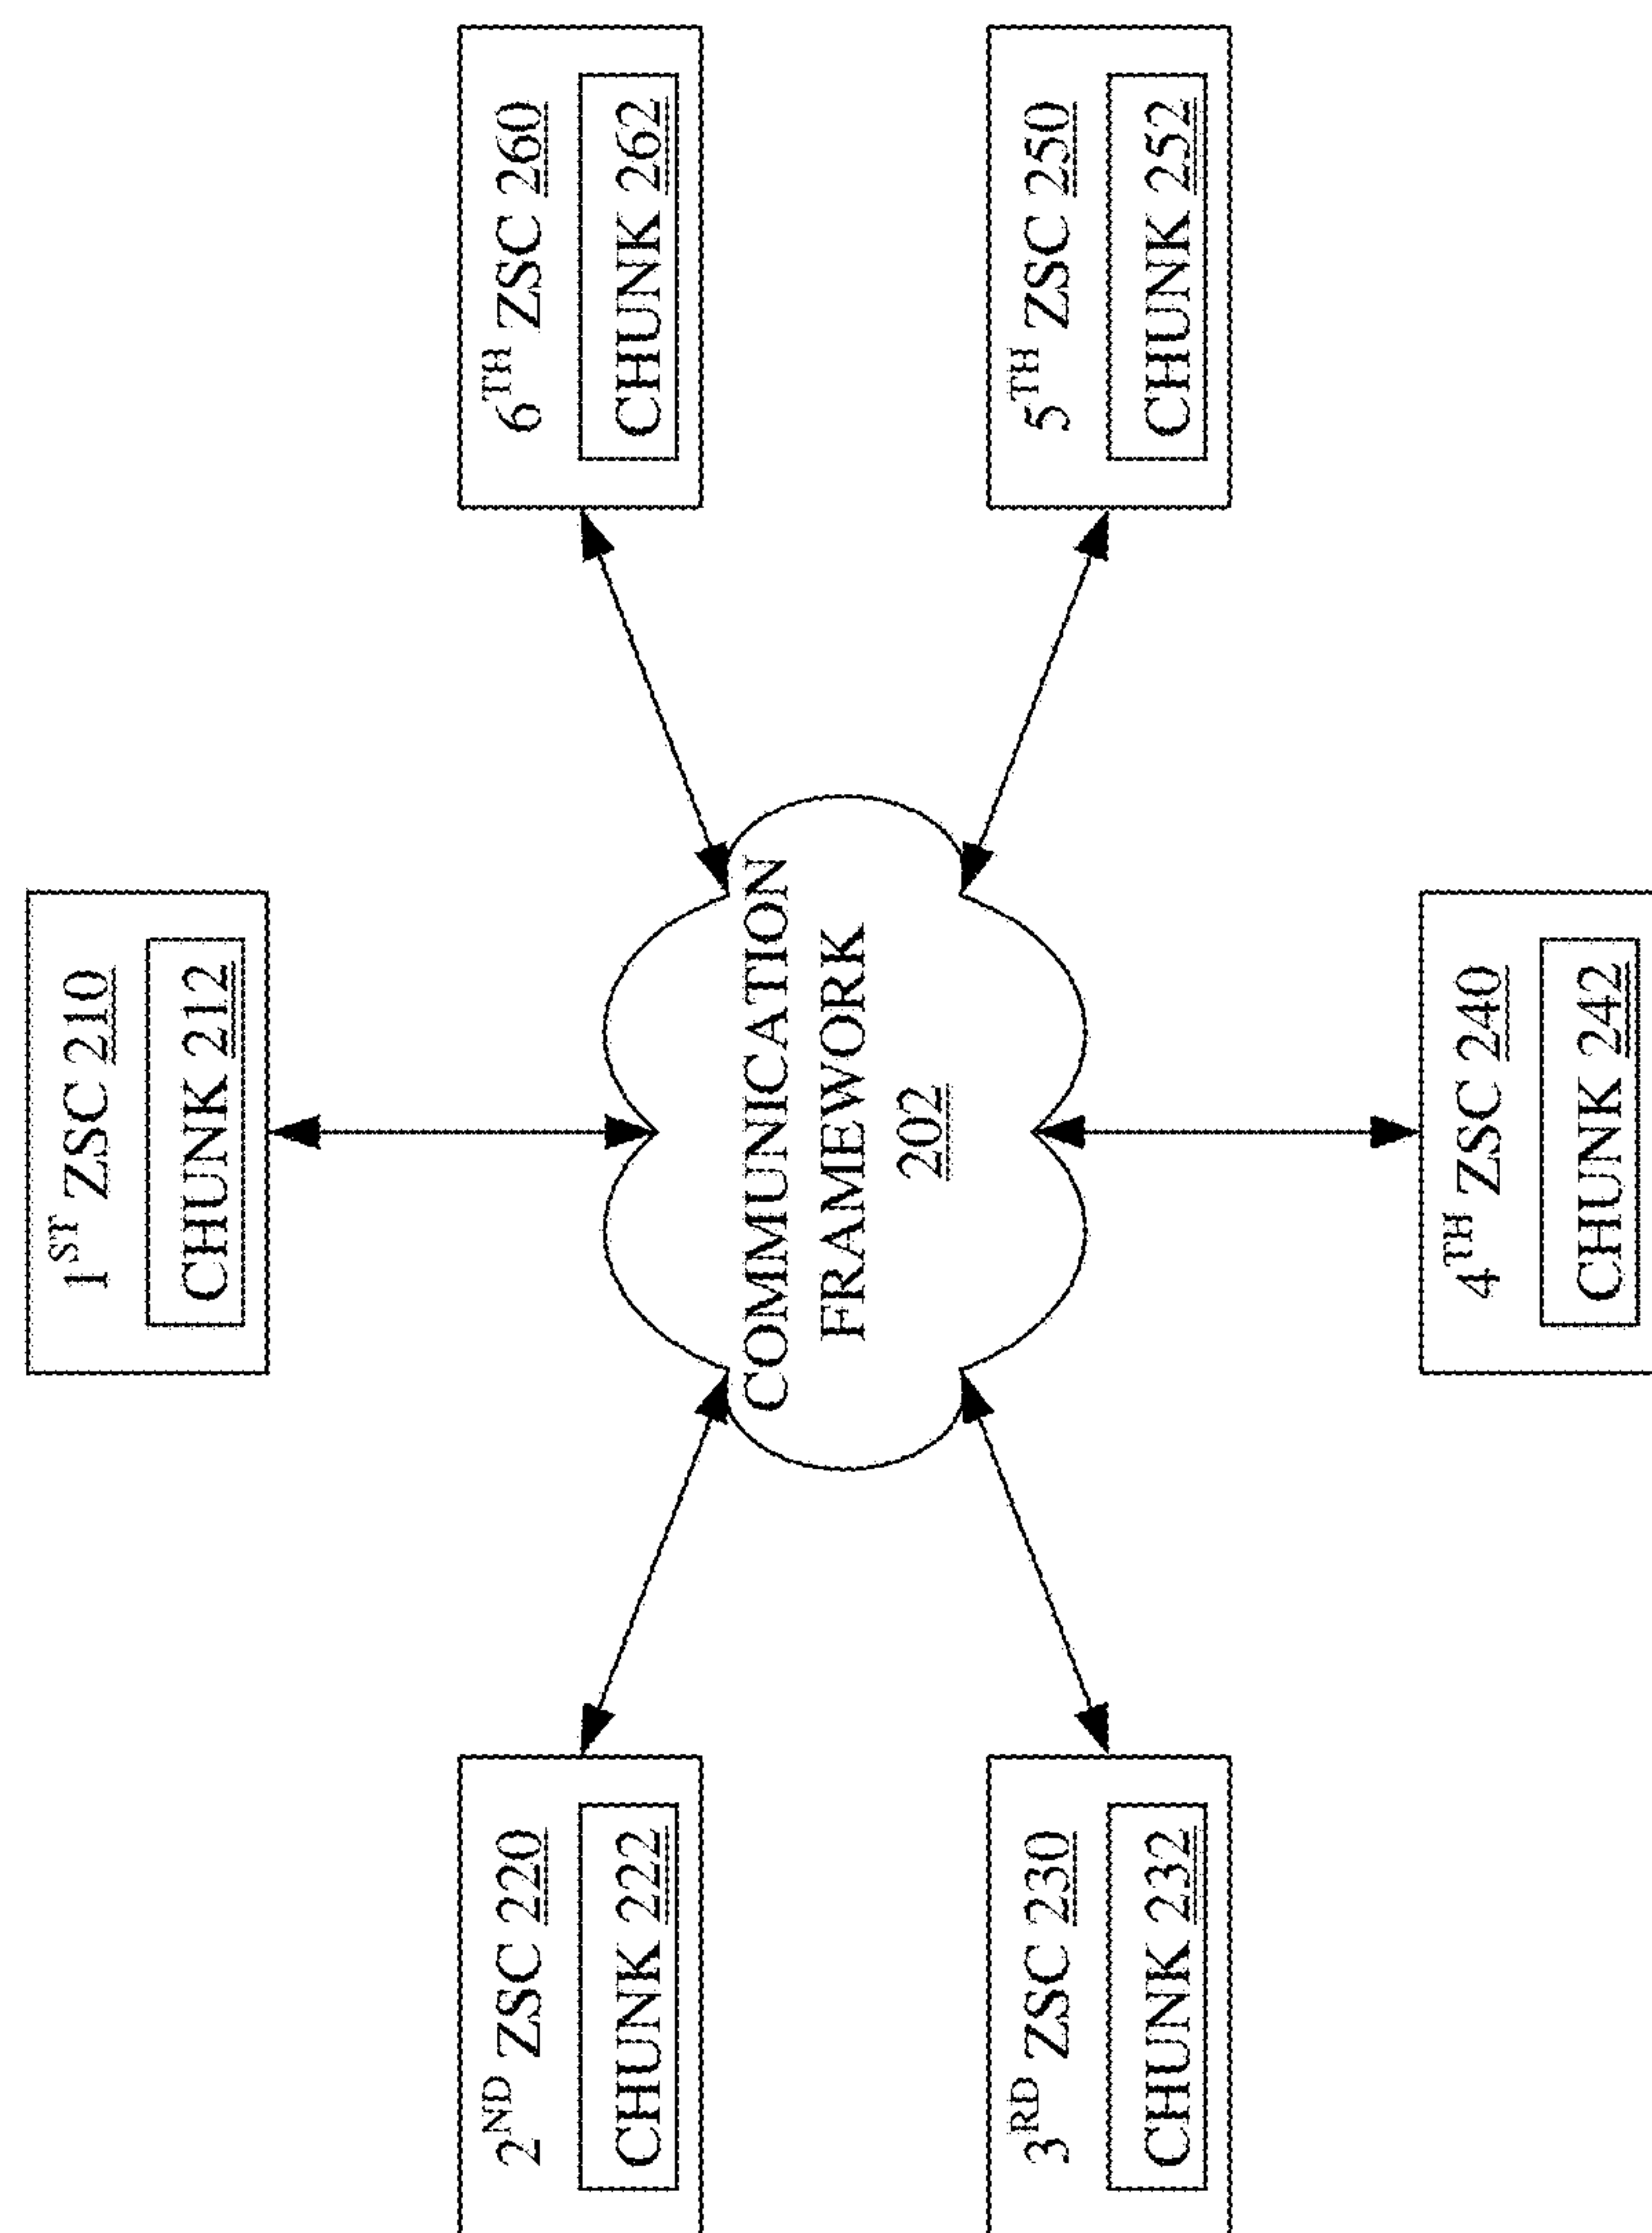 1ST ZSC 210
CHUNK 212
2ND ZSC 220
CHUNK 222
6TH ZSC 260
CHUNK 262
COMMUNICATION
FRAMEWORK
202
3RD ZSC 230
CHUNK 232
5TH ZSC 250
CHUNK 252
4TH ZSC 240
CHUNK 242